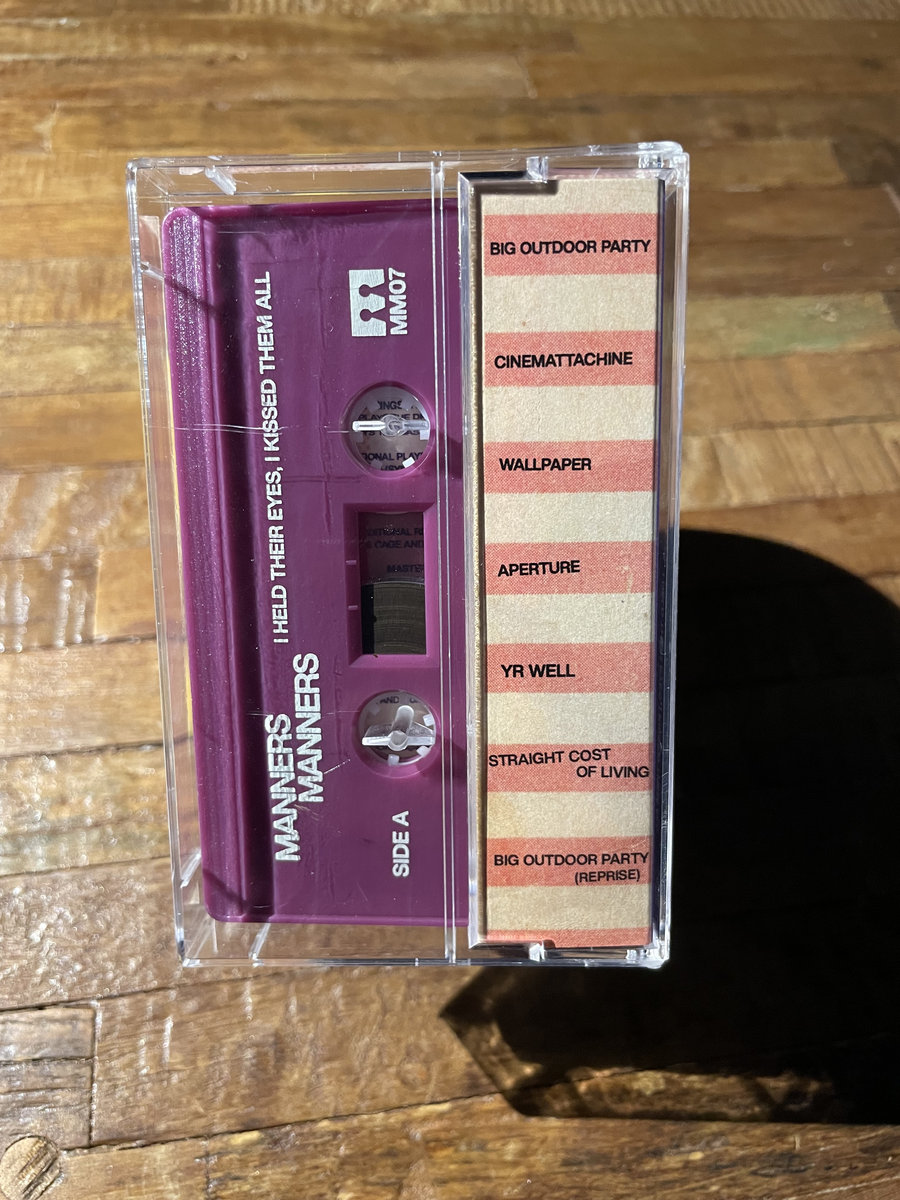 MANNERS
MANNERS
I HELD THEIR EYES, I KISSED THEM ALL
SIDE A
MM07
BIG OUTDOOR PARTY
CINEMATTACHINE
WALLPAPER
APERTURE
YR WELL
STRAIGHT COST
OF LIVING
BIG OUTDOOR PARTY
(REPRISE)